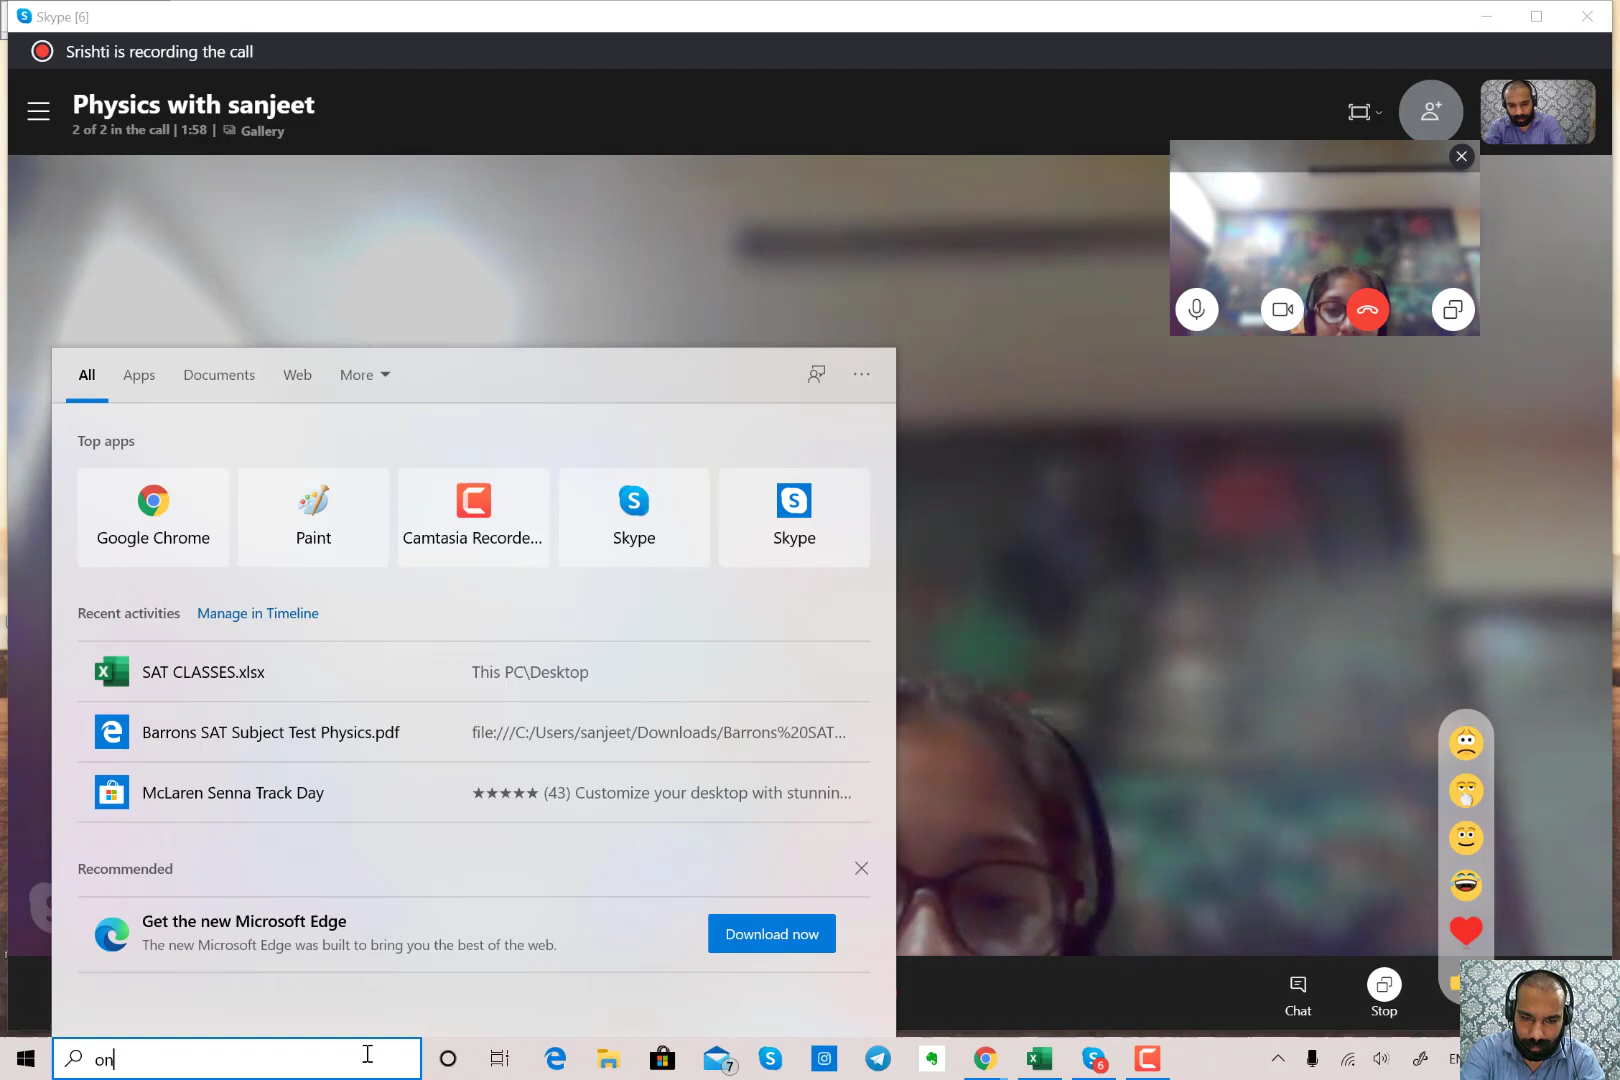 Skype [6]
Srishti is recording the call
Physics with sanjeet
2 of 2 in the call | 1:58 | Gallery
All Apps Documents Web More
Top apps
Google Chrome Paint Camtasia Recorde... Skype Skype
Recent activities Manage in Timeline
SAT CLASSES.xlsx This PC\Desktop
Barrons SAT Subject Test Physics.pdf file:///C:/Users/sanjeet/Downloads/Barrons%20SAT...
McLaren Senna Track Day ★★★★★ (43) Customize your desktop with stunnin...
Recommended
Get the new Microsoft Edge
The new Microsoft Edge was built to bring you the best of the web.
Download now
Chat Stop
on
7
6